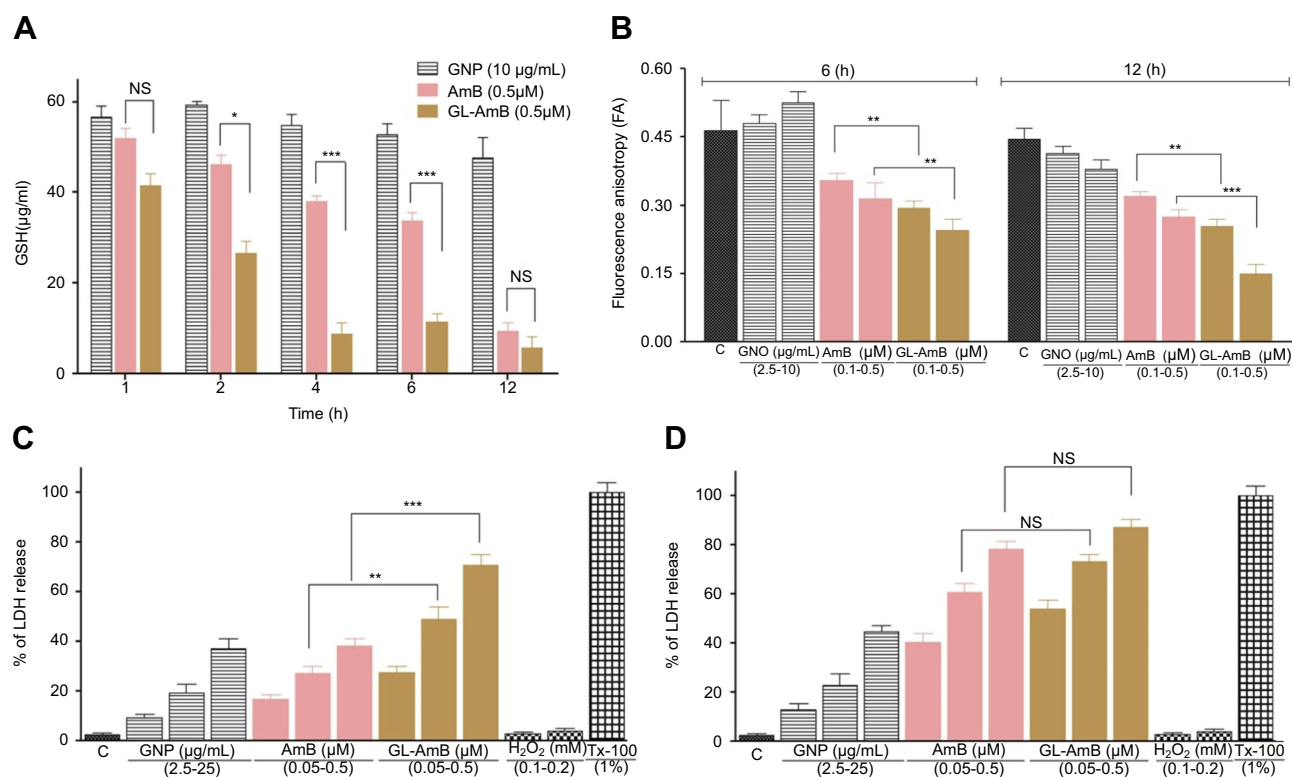 A
GNP (10 µg/mL)
AmB (0.5µM)
GL-AmB (0.5µM)
NS
*
***
***
NS
60
40
20
0
GSH(µg/ml)
1 2 4 6 12
Time (h)
B
6 (h) 12 (h)
0.60
0.45
0.30
0.15
0.00
Fluorescence anisotropy (FA)
**
**
**
***
C GNO (µg/mL) AmB (µM) GL-AmB (µM) C GNO (µg/mL) AmB (µM) GL-AmB (µM)
(2.5-10) (0.1-0.5) (0.1-0.5) (2.5-10) (0.1-0.5) (0.1-0.5)
C
100
80
60
40
20
0
% of LDH release
***
**
C GNP (µg/mL) AmB (µM) GL-AmB (µM) H₂O₂ (mM) Tx-100
(2.5-25) (0.05-0.5) (0.05-0.5) (0.1-0.2) (1%)
D
100
80
60
40
20
0
% of LDH release
NS
NS
C GNP (µg/mL) AmB (µM) GL-AmB (µM) H₂O₂ (mM) Tx-100
(2.5-25) (0.05-0.5) (0.05-0.5) (0.1-0.2) (1%)